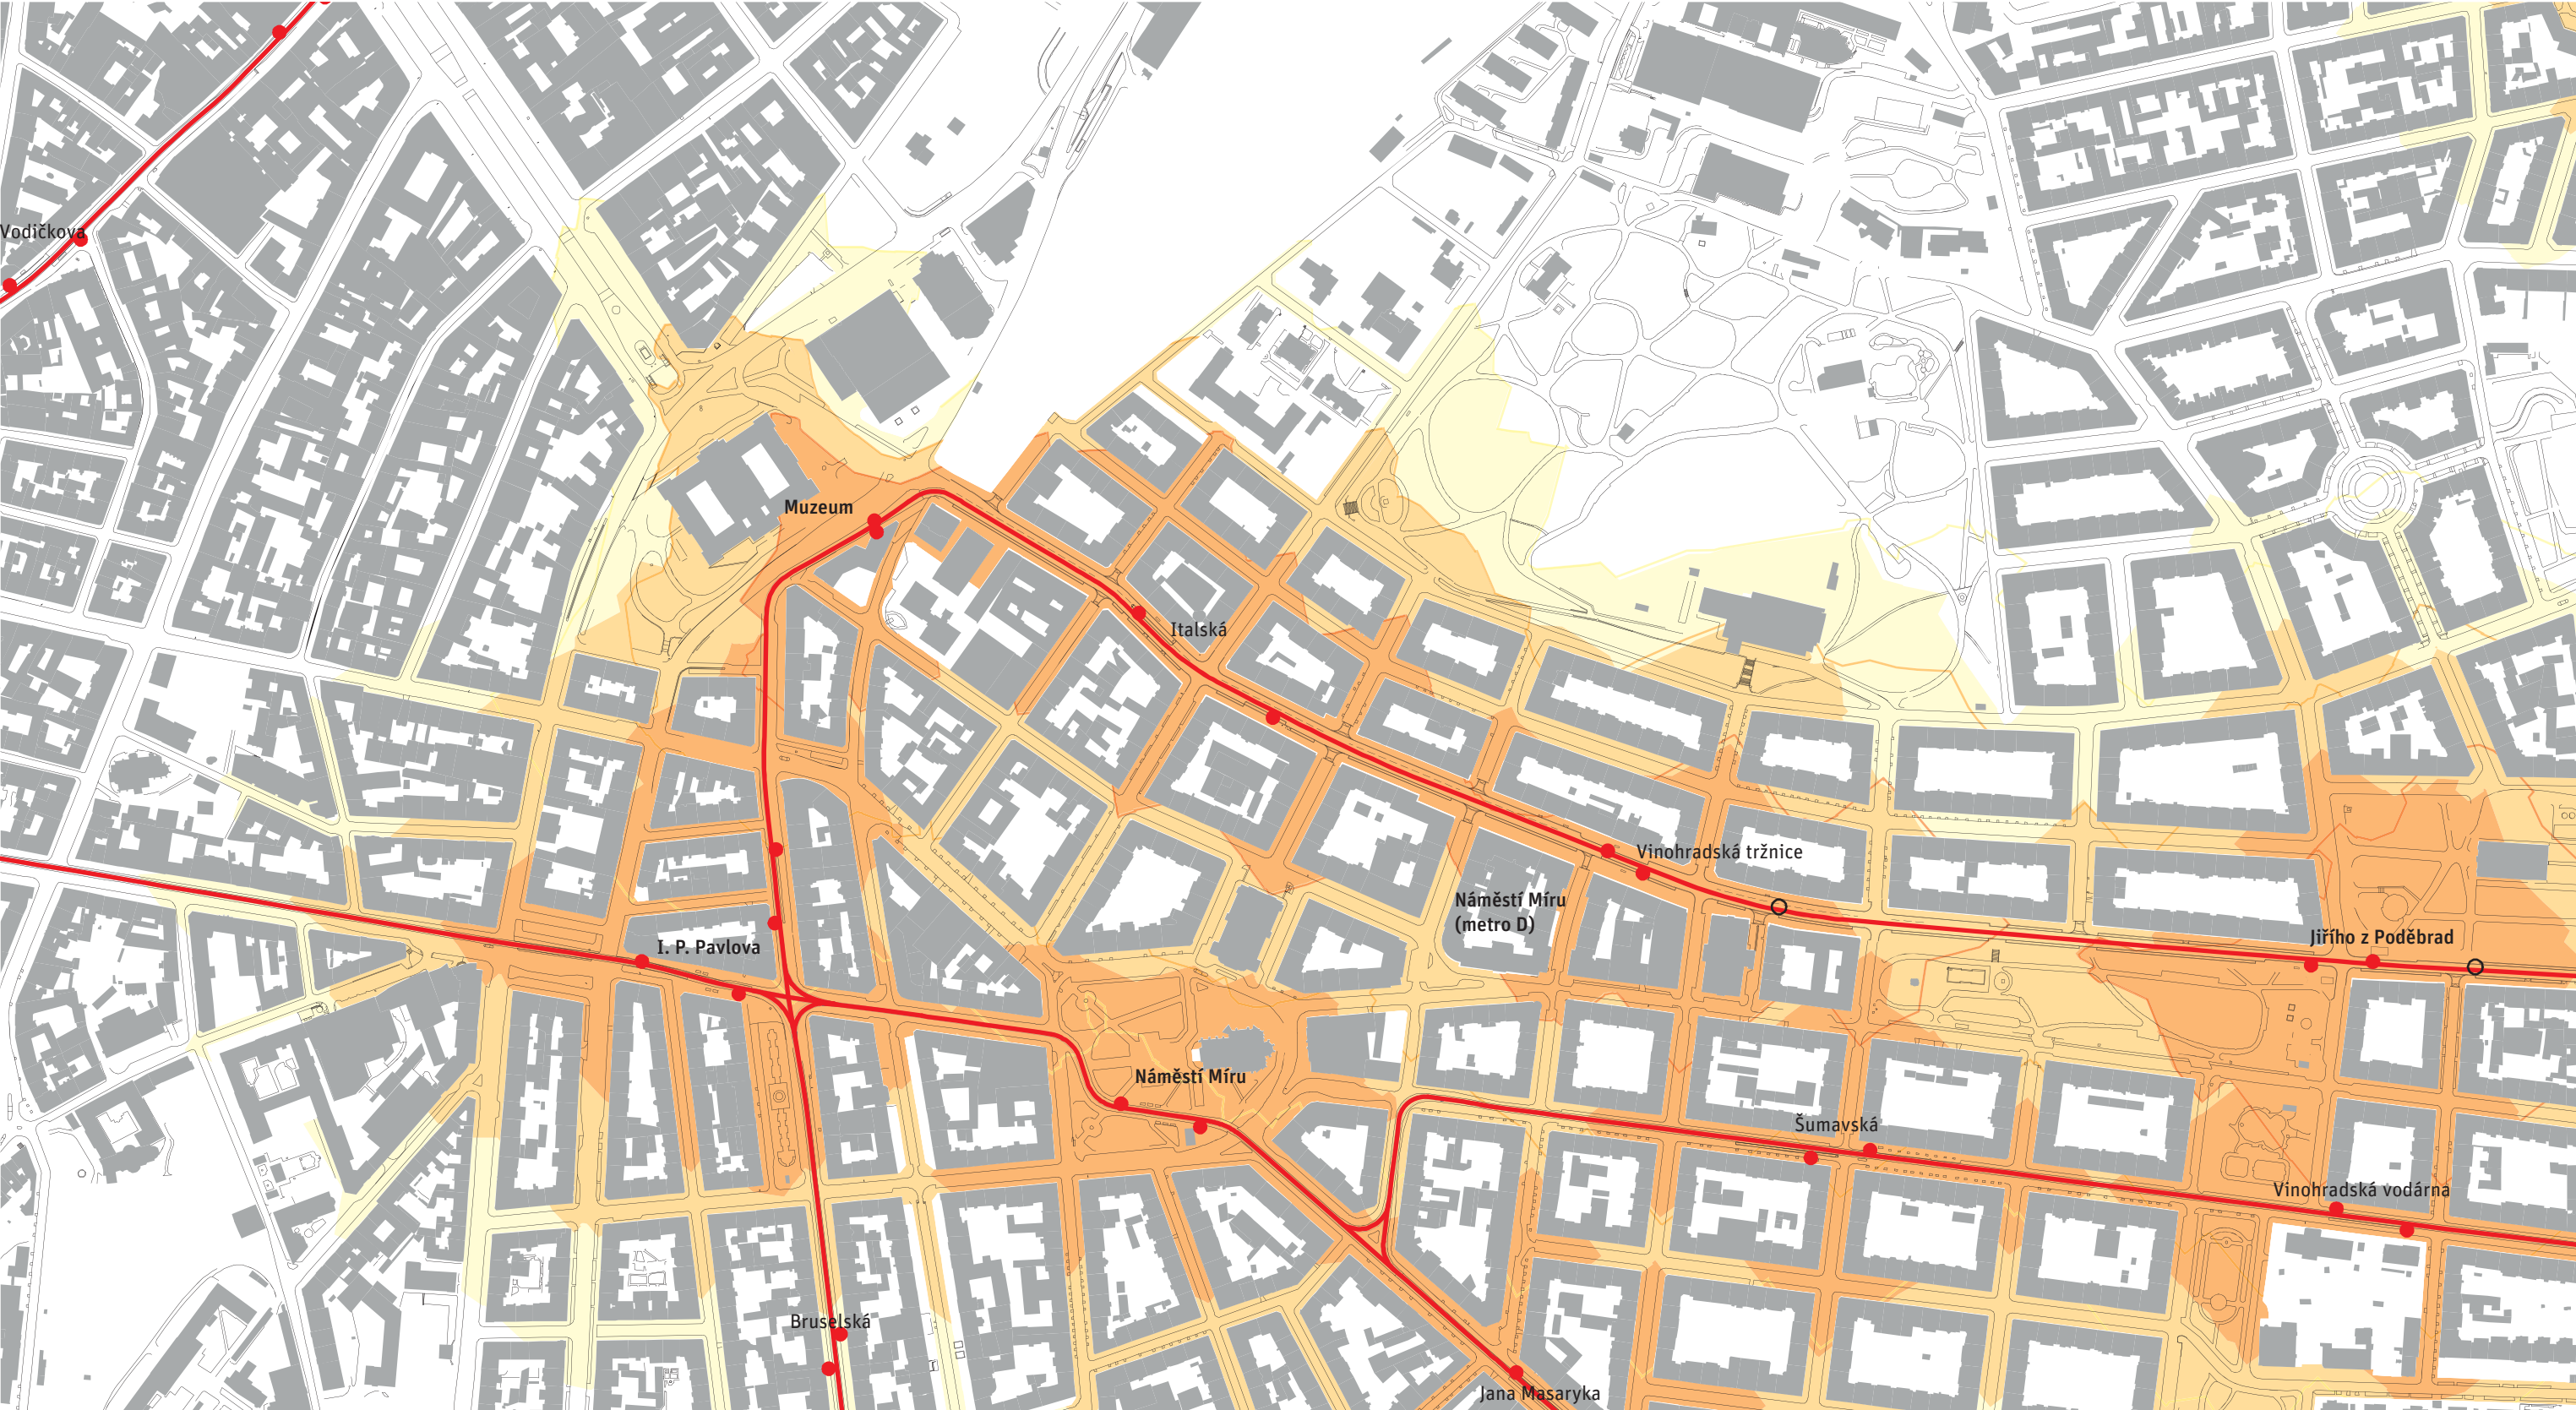 Vodičkova
Muzeum
Italská
Vinohradská tržnice
Náměstí Míru
(metro D)
Jiřího z Poděbrad
I. P. Pavlova
Náměstí Míru
Šumavská
Vinohradská vodárna
Bruselská
Jana Masaryka